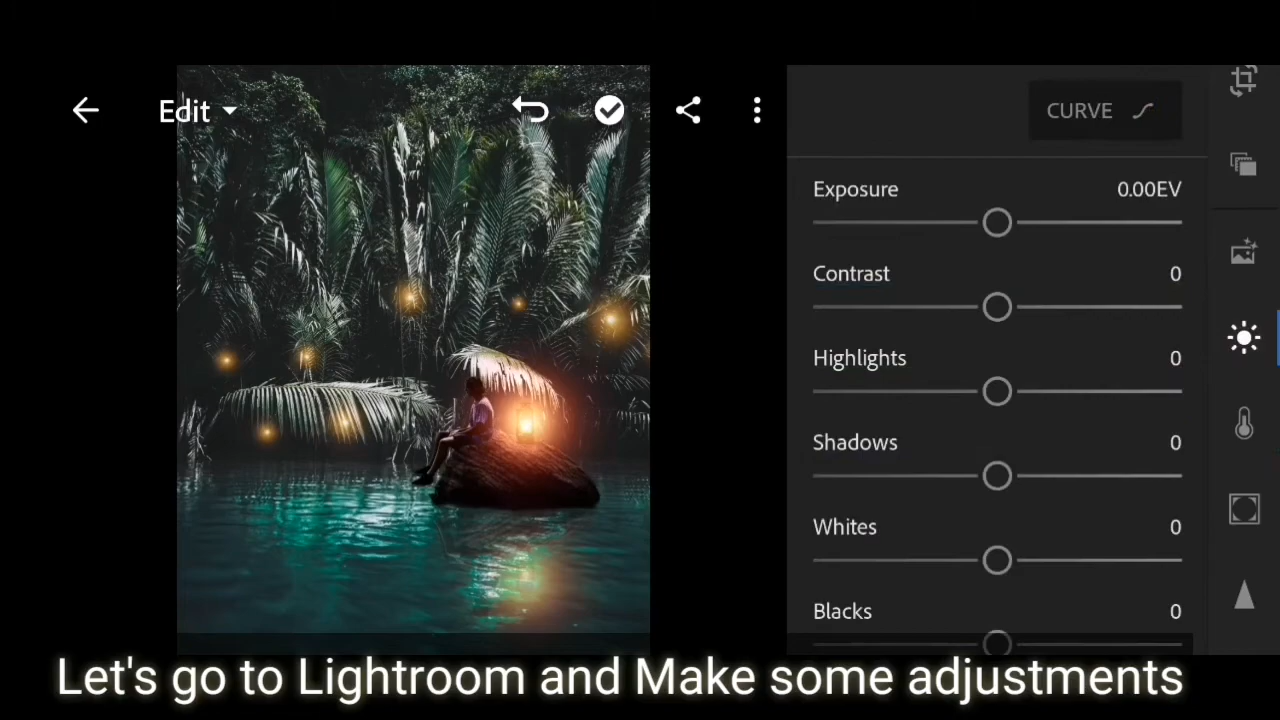 Edit
CURVE
Exposure 0.00EV
Contrast 0
Highlights 0
Shadows 0
Whites 0
Blacks 0
Let's go to Lightroom and Make some adjustments